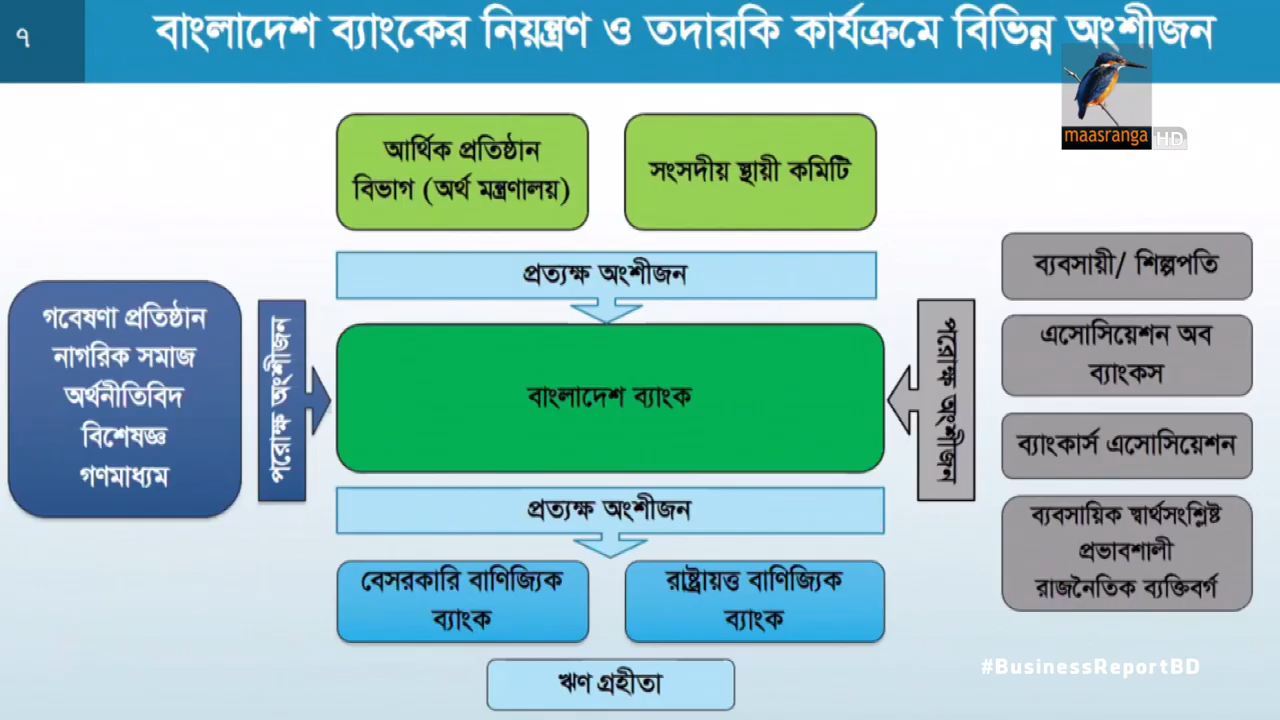 ৭
বাংলাদেশ ব্যাংকের নিয়ন্ত্রণ ও তদারকি কার্যক্রমে বিভিন্ন অংশীজন
maasranga HD
আর্থিক প্রতিষ্ঠান
বিভাগ (অর্থ মন্ত্রণালয়)
সংসদীয় স্থায়ী কমিটি
প্রত্যক্ষ অংশীজন
গবেষণা প্রতিষ্ঠান
নাগরিক সমাজ
অর্থনীতিবিদ
বিশেষজ্ঞ
গণমাধ্যম
পরোক্ষ অংশীজন
বাংলাদেশ ব্যাংক
পরোক্ষ অংশীজন
ব্যবসায়ী/ শিল্পপতি
এসোসিয়েশন অব
ব্যাংকস
ব্যাংকার্স এসোসিয়েশন
ব্যবসায়িক স্বার্থসংশ্লিষ্ট
প্রভাবশালী
রাজনৈতিক ব্যক্তিবর্গ
প্রত্যক্ষ অংশীজন
বেসরকারি বাণিজ্যিক
ব্যাংক
রাষ্ট্রায়ত্ত বাণিজ্যিক
ব্যাংক
ঋণ গ্রহীতা
#BusinessReportBD